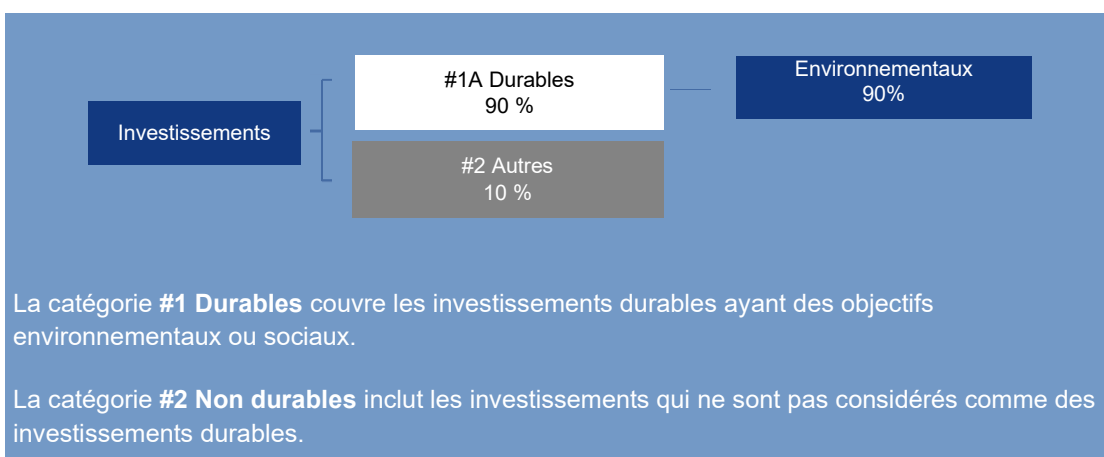 #1A Durables
90 %
Environnementaux
90%
Investissements
#2 Autres
10 %
La catégorie #1 Durables couvre les investissements durables ayant des objectifs
environnementaux ou sociaux.
La catégorie #2 Non durables inclut les investissements qui ne sont pas considérés comme des
investissements durables.